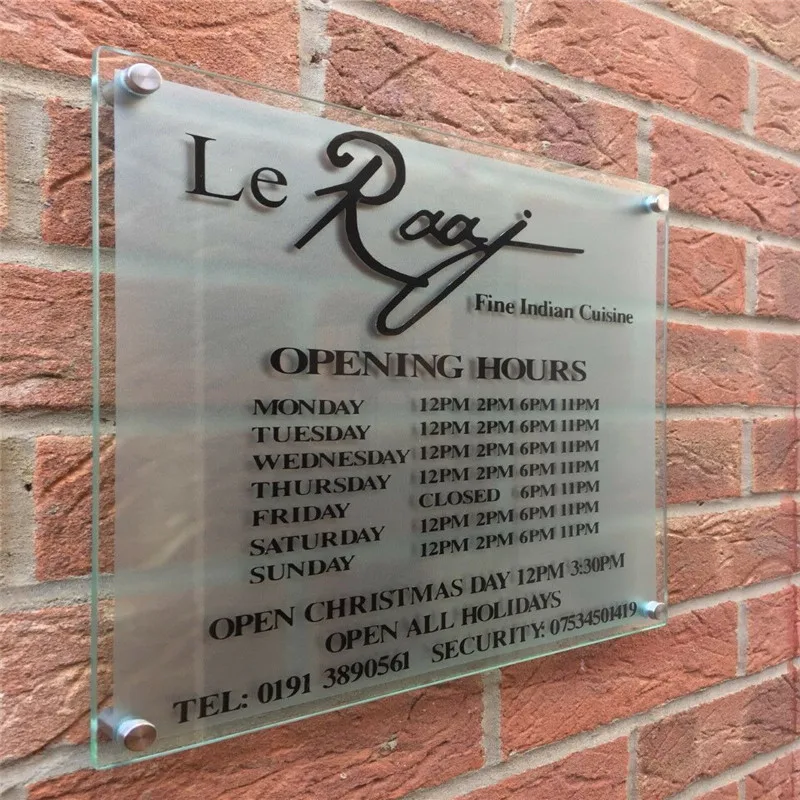 Le Raaj
Fine Indian Cuisine
OPENING HOURS
MONDAY 12PM 2PM 6PM 11PM
TUESDAY 12PM 2PM 6PM 11PM
WEDNESDAY 12PM 2PM 6PM 11PM
THURSDAY 12PM 2PM 6PM 11PM
FRIDAY CLOSED 6PM 11PM
SATURDAY 12PM 2PM 6PM 11PM
SUNDAY 12PM 2PM 6PM 11PM
OPEN CHRISTMAS DAY 12PM 3:30PM
OPEN ALL HOLIDAYS
TEL: 0191 3890561 SECURITY: 07534501419